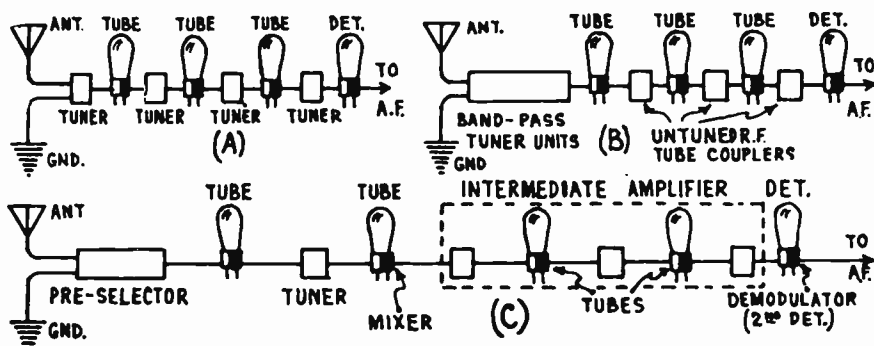 ANT.
TUBE
TUBE
TUBE
DET.
TO
A.F.
TUNER
TUNER
TUNER
TUNER
(A)
GND.
ANT.
TUBE
TUBE
TUBE
DET.
TO
A.F.
BAND-PASS
TUNER UNITS
(B)
UNTUNED R.F.
TUBE COUPLERS
GND
ANT
TUBE
TUBE
INTERMEDIATE AMPLIFIER
DET.
TO
A.F.
PRE-SELECTOR
TUNER
MIXER
(C)
TUBES
DEMODULATOR
(2ND DET.)
GND.